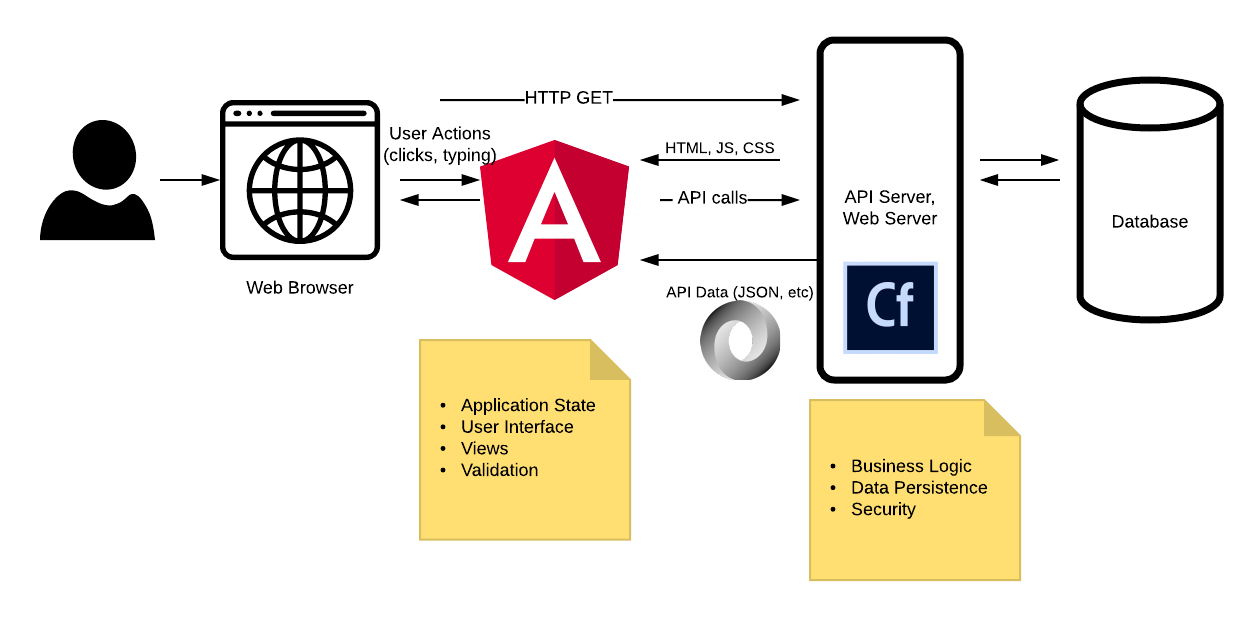 HTTP GET
User Actions
(clicks, typing)
HTML, JS, CSS
API calls
API Server,
Web Server
Database
Web Browser
API Data (JSON, etc)
A
Cf
• Application State
• User Interface
• Views
• Validation
• Business Logic
• Data Persistence
• Security